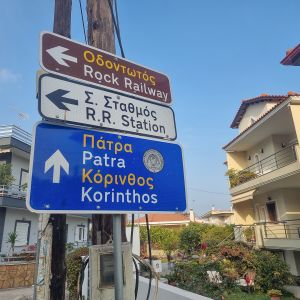 Οδοντωτός
Rock Railway
Σ. Σταθμός
R.R. Station
Πάτρα
Patra
Κόρινθος
Korinthos